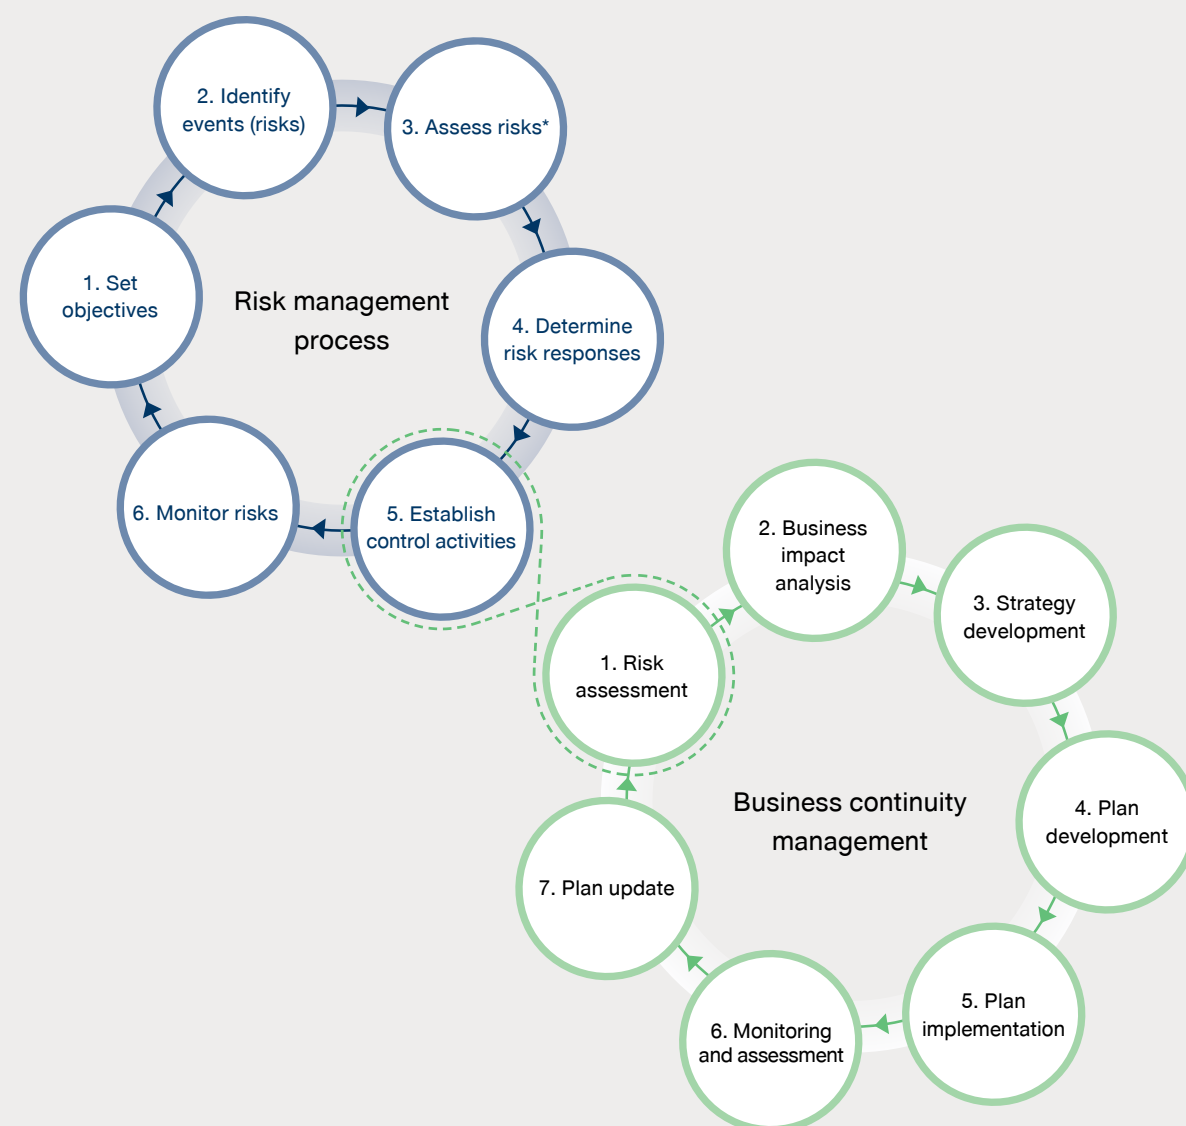 2. Identify
events (risks)
3. Assess risks*
1. Set
objectives
Risk management
process
4. Determine
risk responses
6. Monitor risks
5. Establish
control activities
2. Business
impact
analysis
3. Strategy
development
1. Risk
assessment
Business continuity
management
4. Plan
development
7. Plan update
5. Plan
implementation
6. Monitoring
and assessment